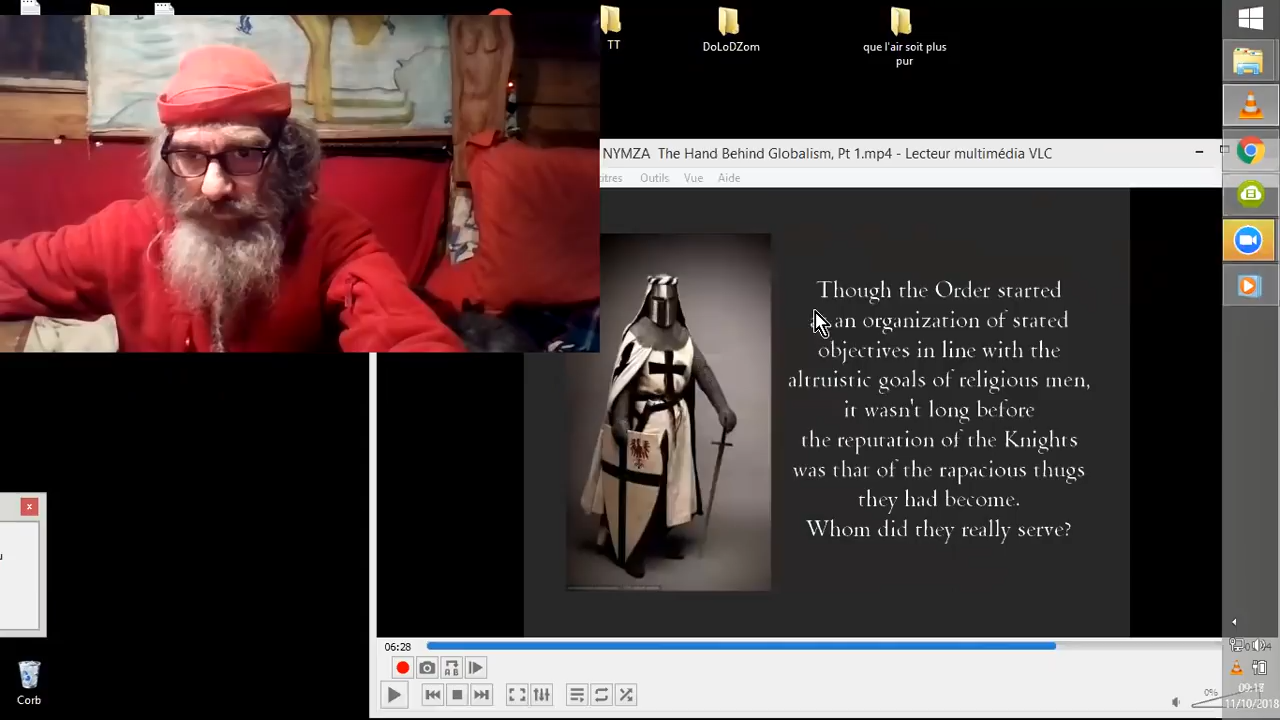 TT
DoLoDZom
que l'air soit plus
pur
NYMZA The Hand Behind Globalism, Pt 1.mp4 - Lecteur multimédia VLC
Outils
Vue
Aide
Though the Order started
an organization of stated
objectives in line with the
altruistic goals of religious men,
it wasn't long before
the reputation of the Knights
was that of the rapacious thugs
they had become.
Whom did they really serve?
x
06:28
A B
0%
Corb
09:17
11/10/2018